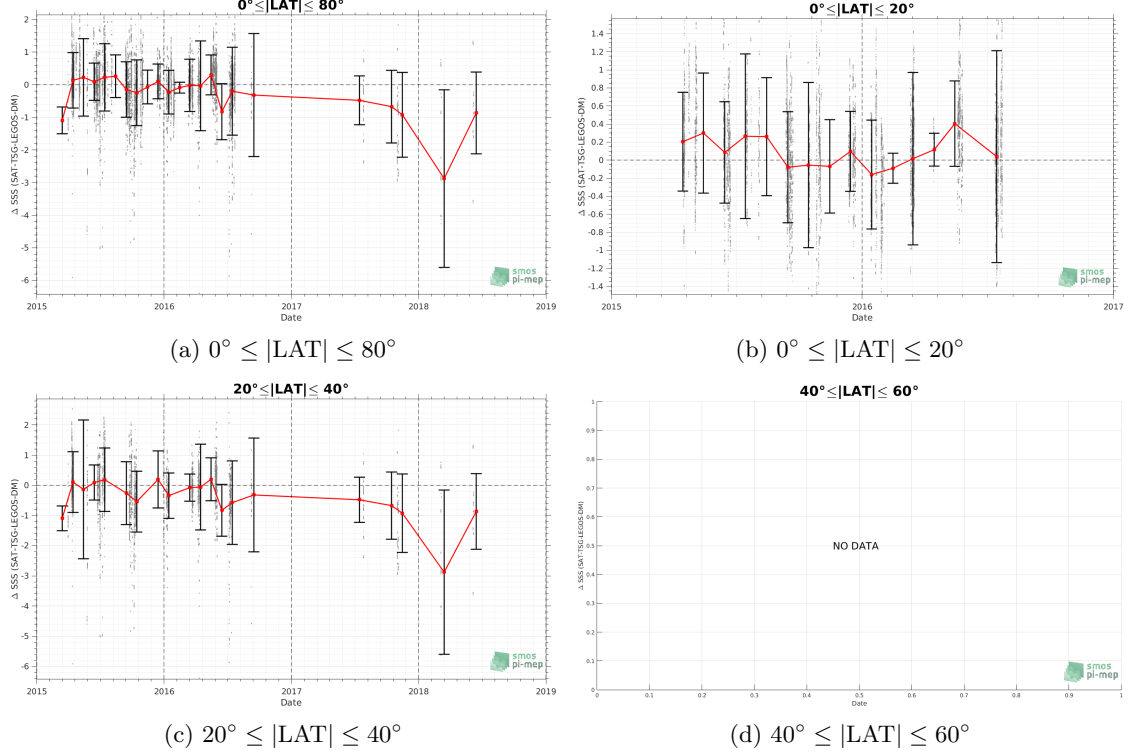 0°≤|LAT|≤ 80°
Δ SSS (SAT-TSG-LEGOS-DM)
2
1
0
-1
-2
-3
-4
-5
-6
2015
2016
2017
2018
2019
Date
smos
pi-mep
(a) 0° ≤ |LAT| ≤ 80°
0°≤|LAT|≤ 20°
Δ SSS (SAT-TSG-LEGOS-DM)
1.4
1.2
1
0.8
0.6
0.4
0.2
0
-0.2
-0.4
-0.6
-0.8
-1
-1.2
-1.4
2015
2016
2017
Date
smos
pi-mep
(b) 0° ≤ |LAT| ≤ 20°
20°≤|LAT|≤ 40°
Δ SSS (SAT-TSG-LEGOS-DM)
2
1
0
-1
-2
-3
-4
-5
-6
2015
2016
2017
2018
2019
Date
smos
pi-mep
(c) 20° ≤ |LAT| ≤ 40°
40°≤|LAT|≤ 60°
Δ SSS (SAT-TSG-LEGOS-DM)
1
0.9
0.8
0.7
0.6
0.5
0.4
0.3
0.2
0.1
0
NO DATA
0
0.1
0.2
0.3
0.4
0.5
0.6
0.7
0.8
0.9
1
Date
smos
pi-mep
(d) 40° ≤ |LAT| ≤ 60°